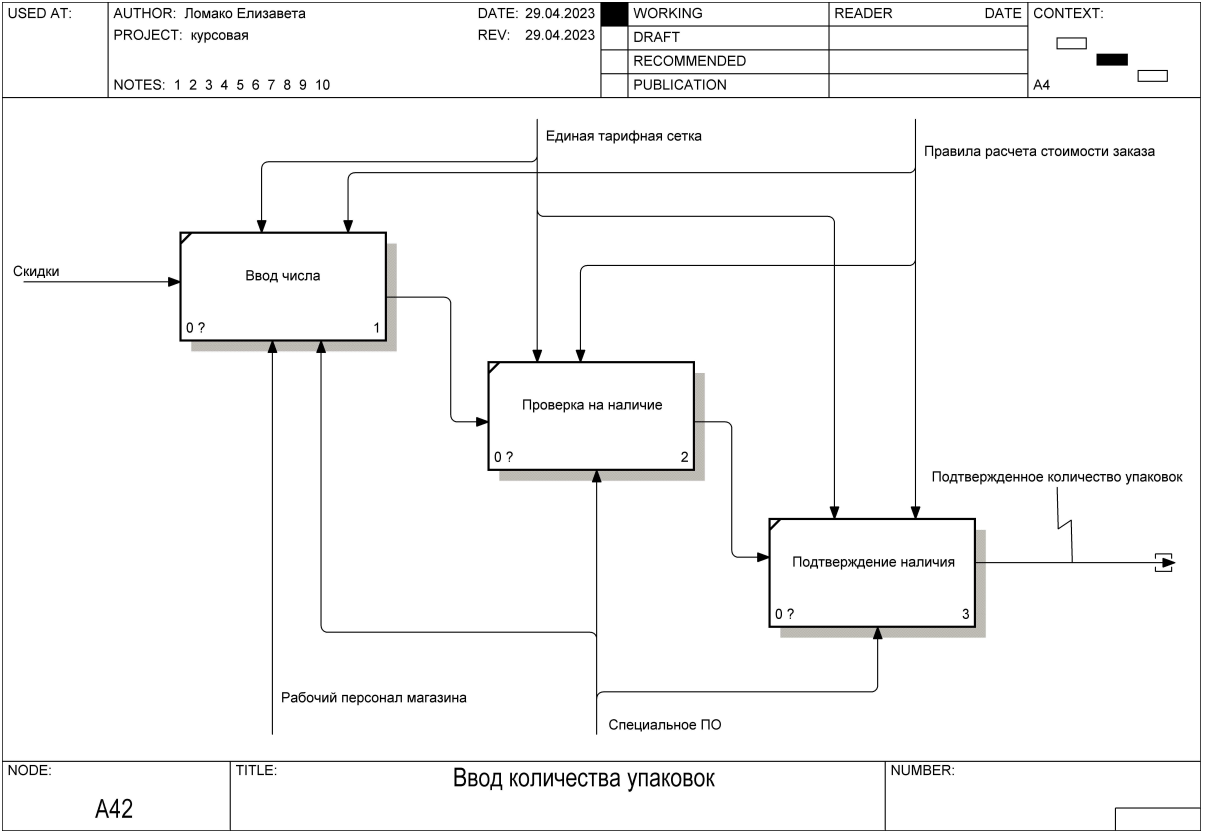 USED AT:
AUTHOR: Ломако Елизавета
DATE: 29.04.2023
PROJECT: курсовая
REV: 29.04.2023
NOTES: 1 2 3 4 5 6 7 8 9 10
WORKING
DRAFT
RECOMMENDED
PUBLICATION
READER DATE
CONTEXT:
A4
Единая тарифная сетка
Правила расчета стоимости заказа
Скидки
Ввод числа
0 ? 1
Проверка на наличие
0 ? 2
Подтвержденное количество упаковок
Подтверждение наличия
0 ? 3
Рабочий персонал магазина
Специальное ПО
NODE:
A42
TITLE:
Ввод количества упаковок
NUMBER: